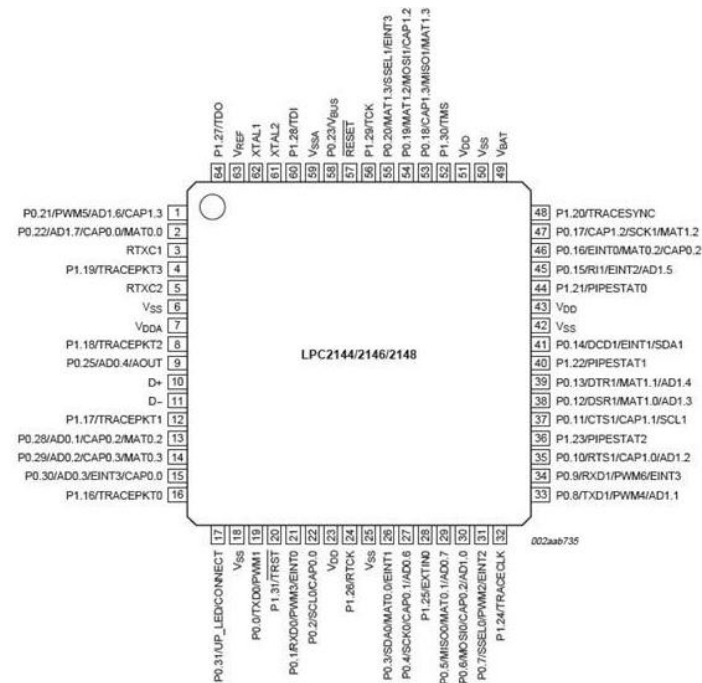 64 P1.27/TDO
63 VREF
62 XTAL1
61 XTAL2
60 P1.28/TDI
59 VSSA
58 P0.23/VBUS
57 RESET
56 P1.29/TCK
55 P0.20/MAT1.3/SSEL1/EINT3
54 P0.19/MAT1.2/MOSI1/CAP1.2
53 P0.18/CAP1.3/MISO1/MAT1.3
52 P1.30/TMS
51 VDD
50 VSS
49 VBAT
P0.21/PWM5/AD1.6/CAP1.3 1
P0.22/AD1.7/CAP0.0/MAT0.0 2
RTXC1 3
P1.19/TRACEPKT3 4
RTXC2 5
VSS 6
VDDA 7
P1.18/TRACEPKT2 8
P0.25/AD0.4/AOUT 9
D+ 10
D− 11
P1.17/TRACEPKT1 12
P0.28/AD0.1/CAP0.2/MAT0.2 13
P0.29/AD0.2/CAP0.3/MAT0.3 14
P0.30/AD0.3/EINT3/CAP0.0 15
P1.16/TRACEPKT0 16
LPC2144/2146/2148
48 P1.20/TRACESYNC
47 P0.17/CAP1.2/SCK1/MAT1.2
46 P0.16/EINT0/MAT0.2/CAP0.2
45 P0.15/RI1/EINT2/AD1.5
44 P1.21/PIPESTAT0
43 VDD
42 VSS
41 P0.14/DCD1/EINT1/SDA1
40 P1.22/PIPESTAT1
39 P0.13/DTR1/MAT1.1/AD1.4
38 P0.12/DSR1/MAT1.0/AD1.3
37 P0.11/CTS1/CAP1.1/SCL1
36 P1.23/PIPESTAT2
35 P0.10/RTS1/CAP1.0/AD1.2
34 P0.9/RXD1/PWM6/EINT3
33 P0.8/TXD1/PWM4/AD1.1
P0.31/UP_LED/CONNECT 17
VSS 18
P0.0/TXD0/PWM1 19
P1.31/TRST 20
P0.1/RXD0/PWM3/EINT0 21
P0.2/SCL0/CAP0.0 22
VDD 23
P1.26/RTCK 24
VSS 25
P0.3/SDA0/MAT0.0/EINT1 26
P0.4/SCK0/CAP0.1/AD0.6 27
P1.25/EXTIN0 28
P0.5/MISO0/MAT0.1/AD0.7 29
P0.6/MOSI0/CAP0.2/AD1.0 30
P0.7/SSEL0/PWM2/EINT2 31
P1.24/TRACECLK 32
002aab735